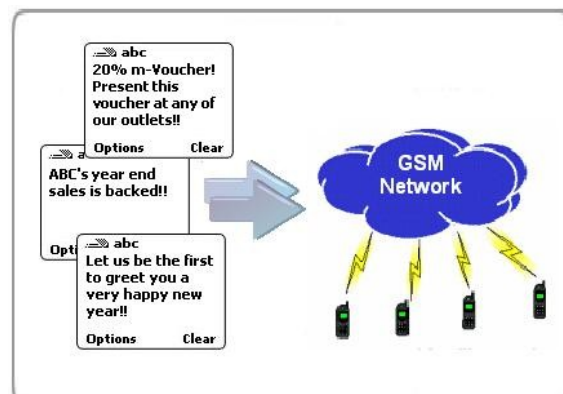 abc
20% m-Voucher!
Present this
voucher at any of
our outlets!!
Options Clear
ABC's year end
sales is backed!!
abc
Let us be the first
to greet you a
very happy new
year!!
Options Clear
GSM
Network